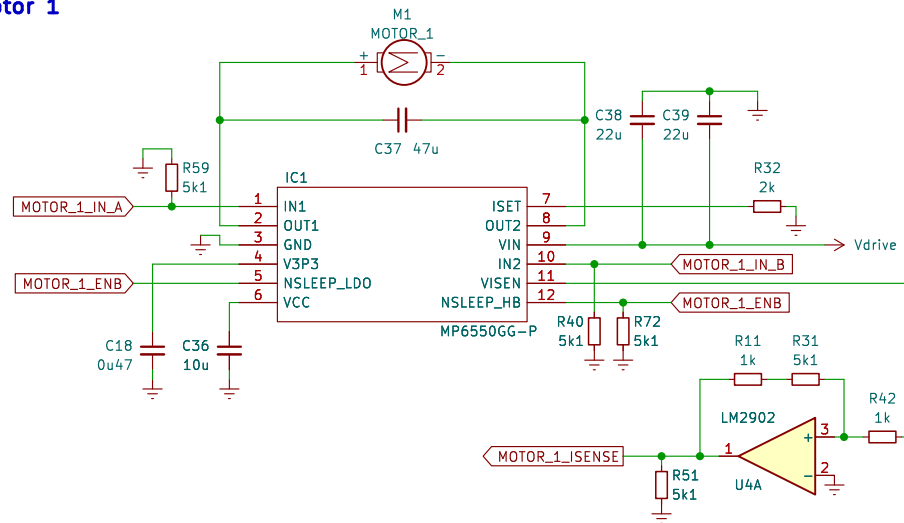 otor 1
M1
MOTOR_1
+
-
1
2
C37 47u
C38
22u
C39
22u
R59
5k1
IC1
R32
2k
MOTOR_1_IN_A
1
IN1
2
OUT1
3
GND
4
V3P3
5
NSLEEP_LDO
6
VCC
ISET
7
OUT2
8
VIN
9
IN2
10
VISEN
11
NSLEEP_HB
12
Vdrive
MOTOR_1_IN_B
MOTOR_1_ENB
MOTOR_1_ENB
MP6550GG-P
R40
5k1
R72
5k1
C18
0u47
C36
10u
R11
1k
R31
5k1
R42
1k
LM2902
+
3
-
2
1
U4A
MOTOR_1_ISENSE
R51
5k1